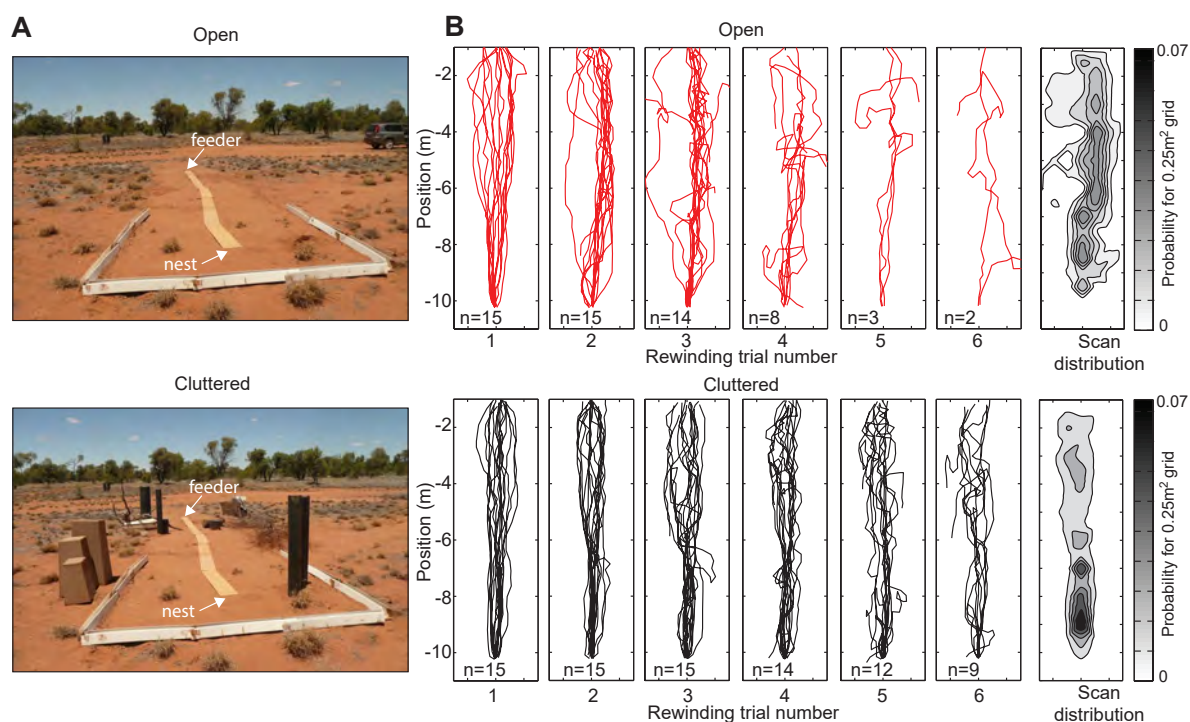 A
Open
feeder
nest
B
Open
Position (m)
-2
-4
-6
-8
-10
n=15
n=15
n=14
n=8
n=3
n=2
1
2
3
4
5
6
Rewinding trial number
Scan
distribution
0.07
Probability for 0.25m² grid
0
Cluttered
feeder
nest
Cluttered
Position (m)
-2
-4
-6
-8
-10
n=15
n=15
n=15
n=14
n=12
n=9
1
2
3
4
5
6
Rewinding trial number
Scan
distribution
0.07
Probability for 0.25m² grid
0